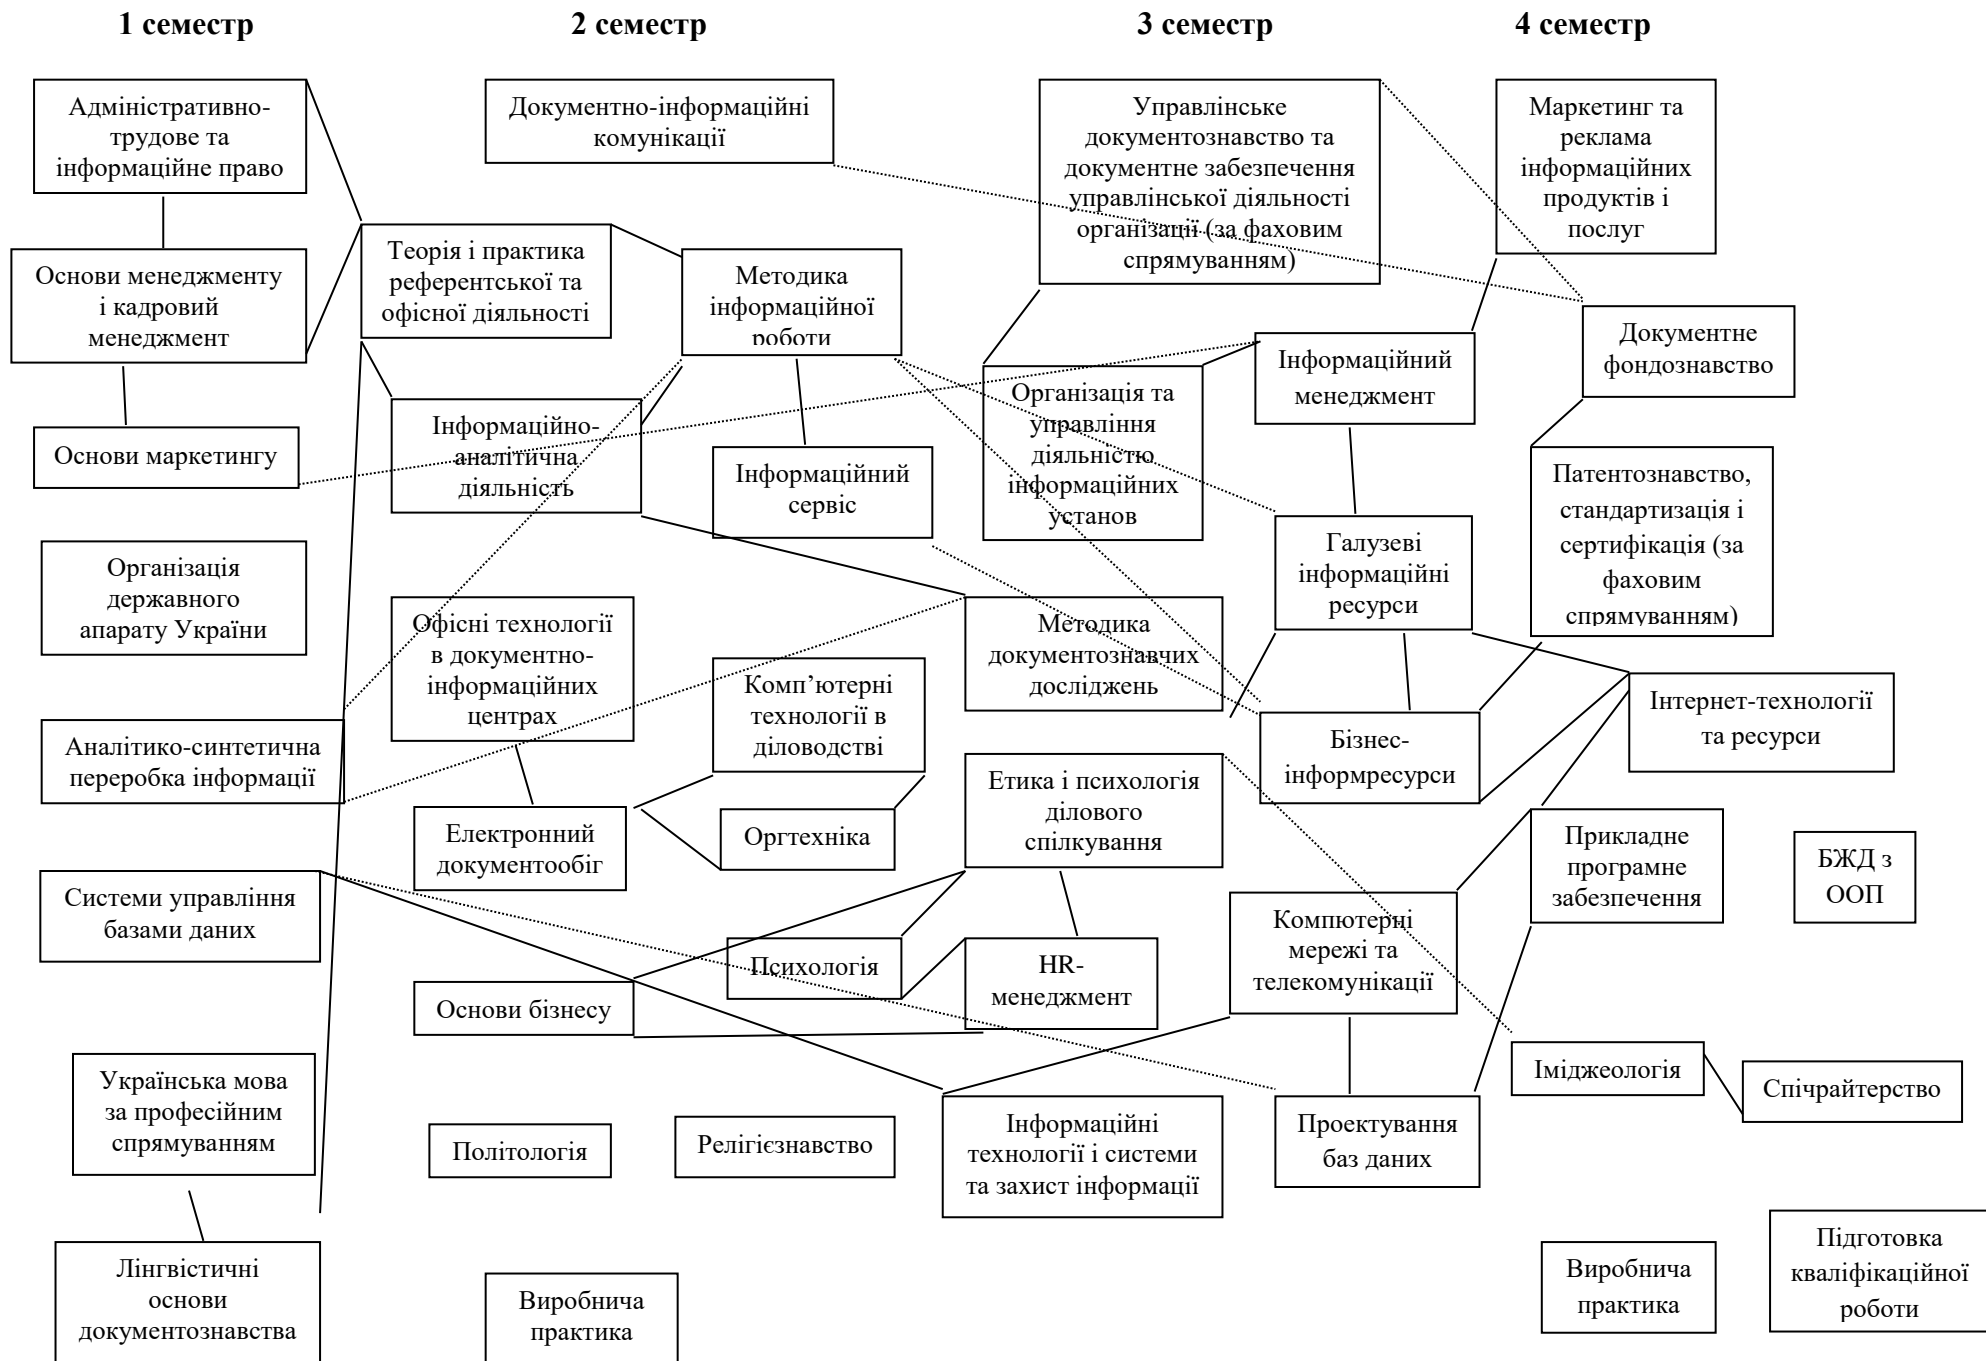 1 семестр
2 семестр
3 семестр
4 семестр
Адміністративно-
трудове та
інформаційне право
Основи менеджменту
і кадровий
менеджмент
Основи маркетингу
Організація
державного
апарату України
Аналітико-синтетична
переробка інформації
Системи управління
базами даних
Українська мова
за професійним
спрямуванням
Лінгвістичні
основи
документознавства
Документно-інформаційні
комунікації
Теорія і практика
референтської та
офісної діяльності
Методика
інформаційної
роботи
Інформаційно-
аналітична
діяльність
Інформаційний
сервіс
Офісні технології
в документно-
інформаційних
центрах
Комп’ютерні
технології в
діловодстві
Електронний
документообіг
Оргтехніка
Психологія
Основи бізнесу
Політологія
Релігієзнавство
Виробнича
практика
Управлінське
документознавство та
документне забезпечення
управлінської діяльності
організації (за фаховим
спрямуванням)
Організація та
управління
діяльністю
інформаційних
установ
Інформаційний
менеджмент
Галузеві
інформаційні
ресурси
Методика
документознавчих
досліджень
Бізнес-
інформресурси
Етика і психологія
ділового
спілкування
HR-
менеджмент
Компютерні
мережі та
телекомунікації
Інформаційні
технології і системи
та захист інформації
Проектування
баз даних
Маркетинг та
реклама
інформаційних
продуктів і
послуг
Документне
фондознавство
Патентознавство,
стандартизація і
сертифікація (за
фаховим
спрямуванням)
Інтернет-технології
та ресурси
Прикладне
програмне
забезпечення
БЖД з
ООП
Іміджеологія
Спічрайтерство
Виробнича
практика
Підготовка
кваліфікаційної
роботи